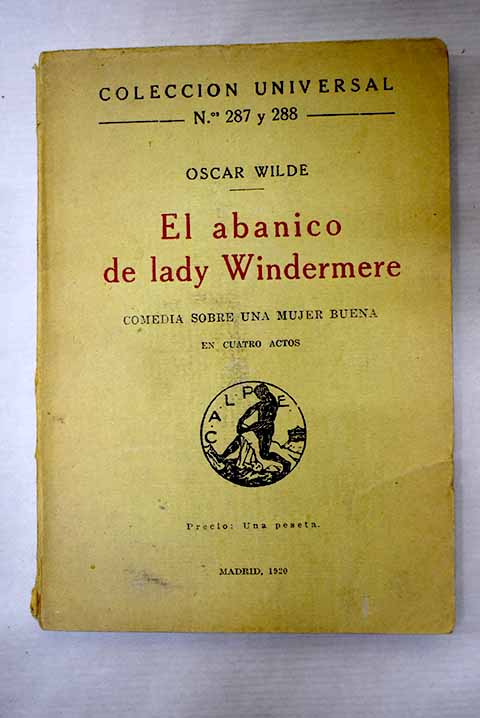 COLECCION UNIVERSAL
N.os 287 y 288
OSCAR WILDE
El abanico
de lady Windermere
COMEDIA SOBRE UNA MUJER BUENA
EN CUATRO ACTOS
CALPE
Precio: Una peseta.
MADRID, 1920